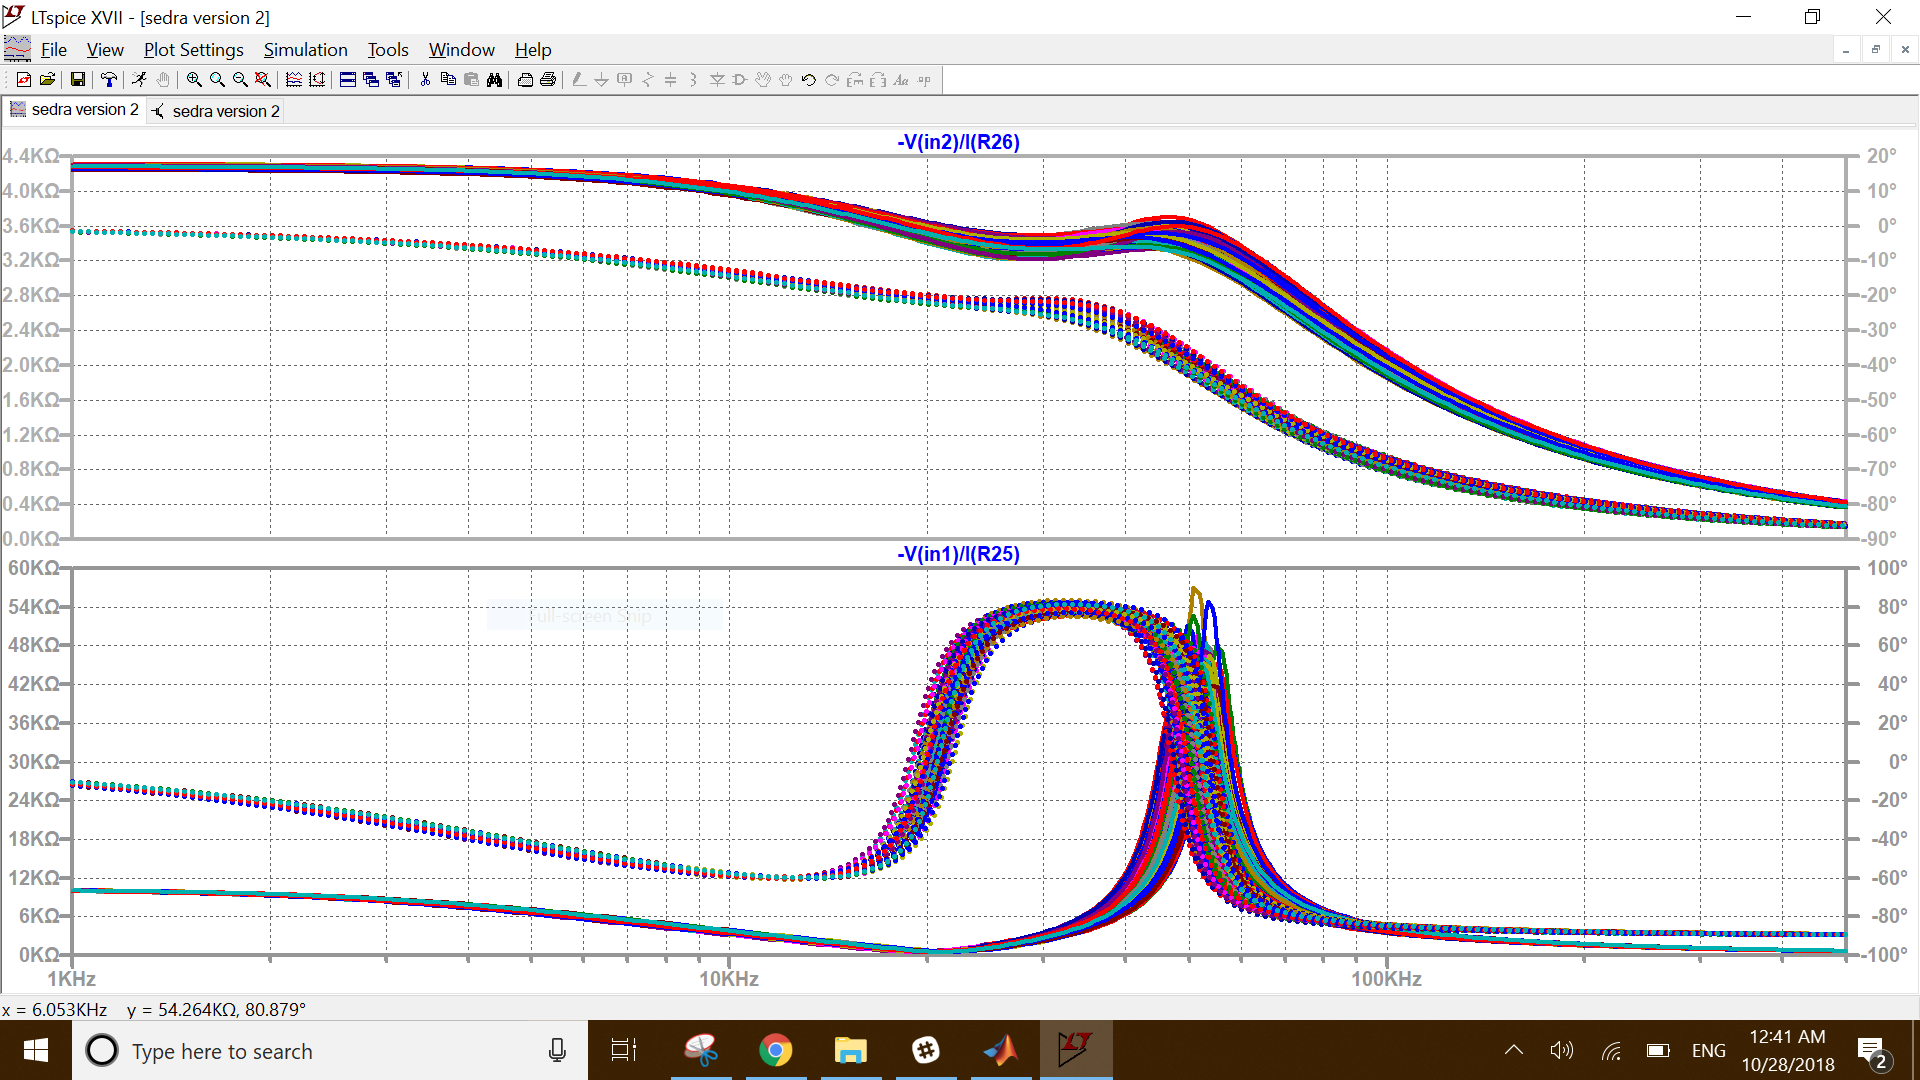 LTspice XVII - [sedra version 2]
File View Plot Settings Simulation Tools Window Help
sedra version 2 sedra version 2
-V(in2)/I(R26)
4.4KΩ 20°
4.0KΩ 10°
3.6KΩ 0°
3.2KΩ -10°
2.8KΩ -20°
2.4KΩ -30°
2.0KΩ -40°
1.6KΩ -50°
1.2KΩ -60°
0.8KΩ -70°
0.4KΩ -80°
0.0KΩ -90°
-V(in1)/I(R25)
60KΩ 100°
54KΩ 80°
Full-screen Snip
48KΩ 60°
42KΩ 40°
36KΩ 20°
30KΩ 0°
24KΩ -20°
18KΩ -40°
12KΩ -60°
6KΩ -80°
0KΩ -100°
1KHz 10KHz 100KHz
x = 6.053KHz y = 54.264KΩ, 80.879°
Type here to search ENG 12:41 AM
10/28/2018 2